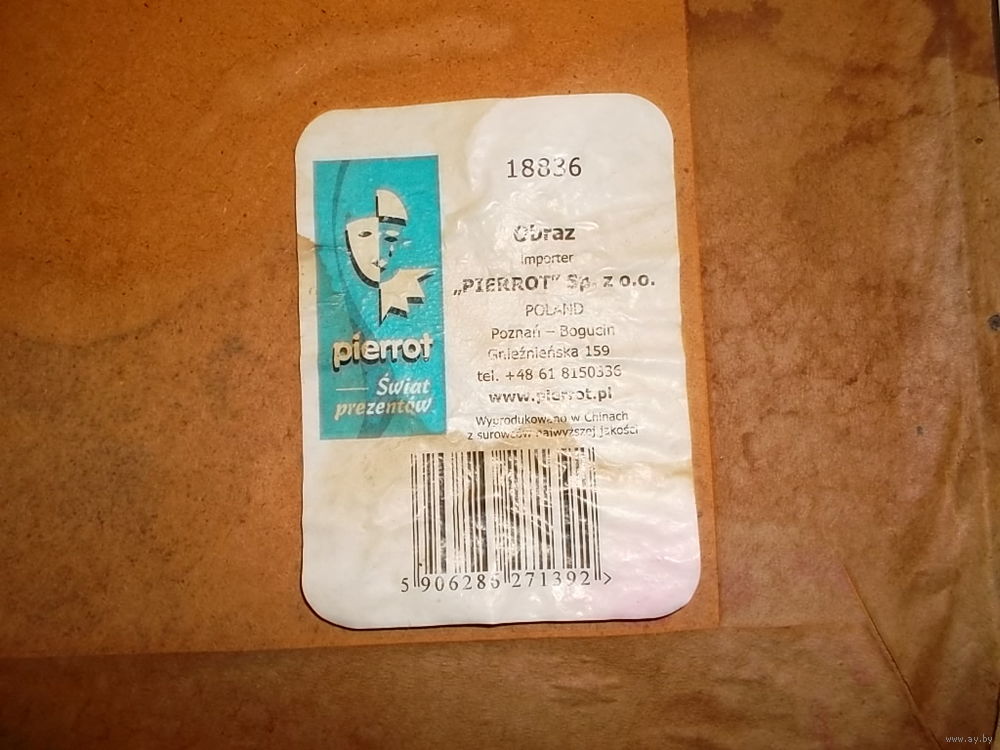 18836
Obraz
importer
„PIERROT” Sp. z o.o.
POLAND
Poznań – Bogucin
Gnieźnieńska 159
tel. +48 61 8150336
www.pierrot.pl
Wyprodukowano w Chinach
z surowców najwyższej jakości
pierrot
Świat
prezentów
5 906286 271392 >
www.ay.by